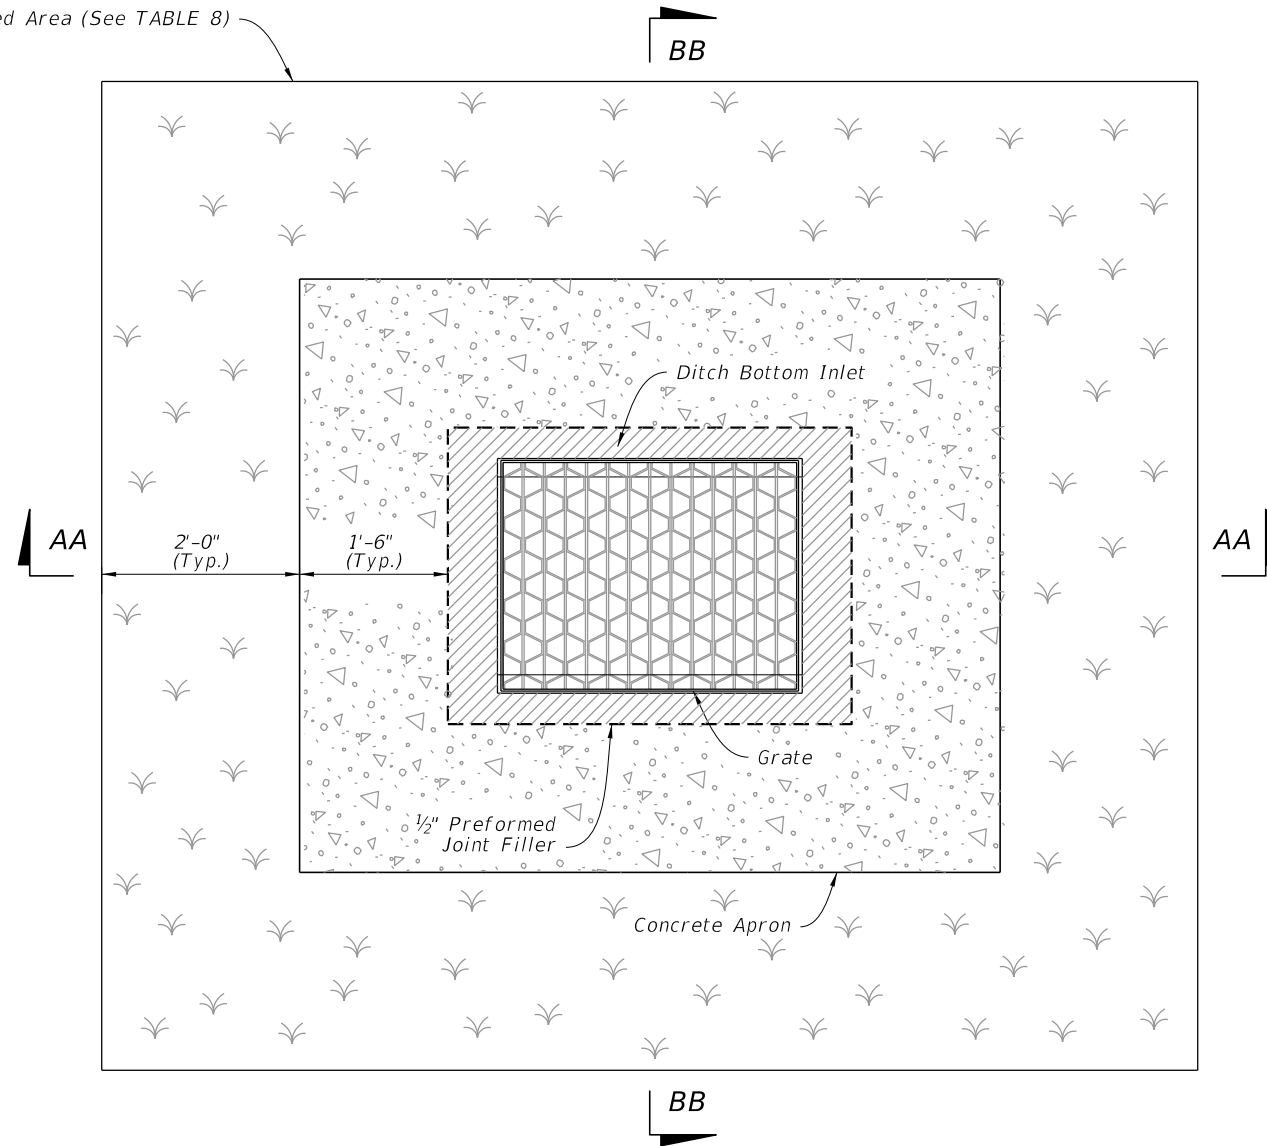 Area (See TABLE 8)
BB
Ditch Bottom Inlet
AA
2'-0"
(Typ.)
1'-6"
(Typ.)
AA
Grate
½" Preformed
Joint Filler
Concrete Apron
BB